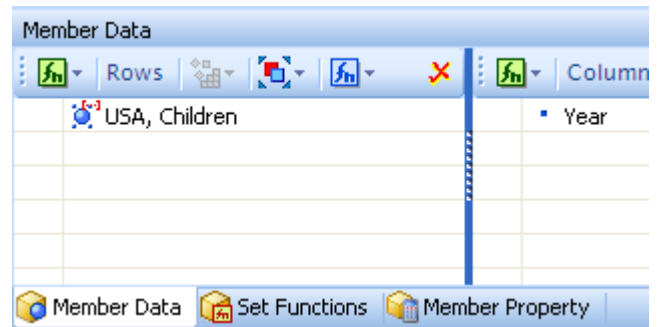 Member Data
Rows Column
USA, Children Year
Member Data Set Functions Member Property